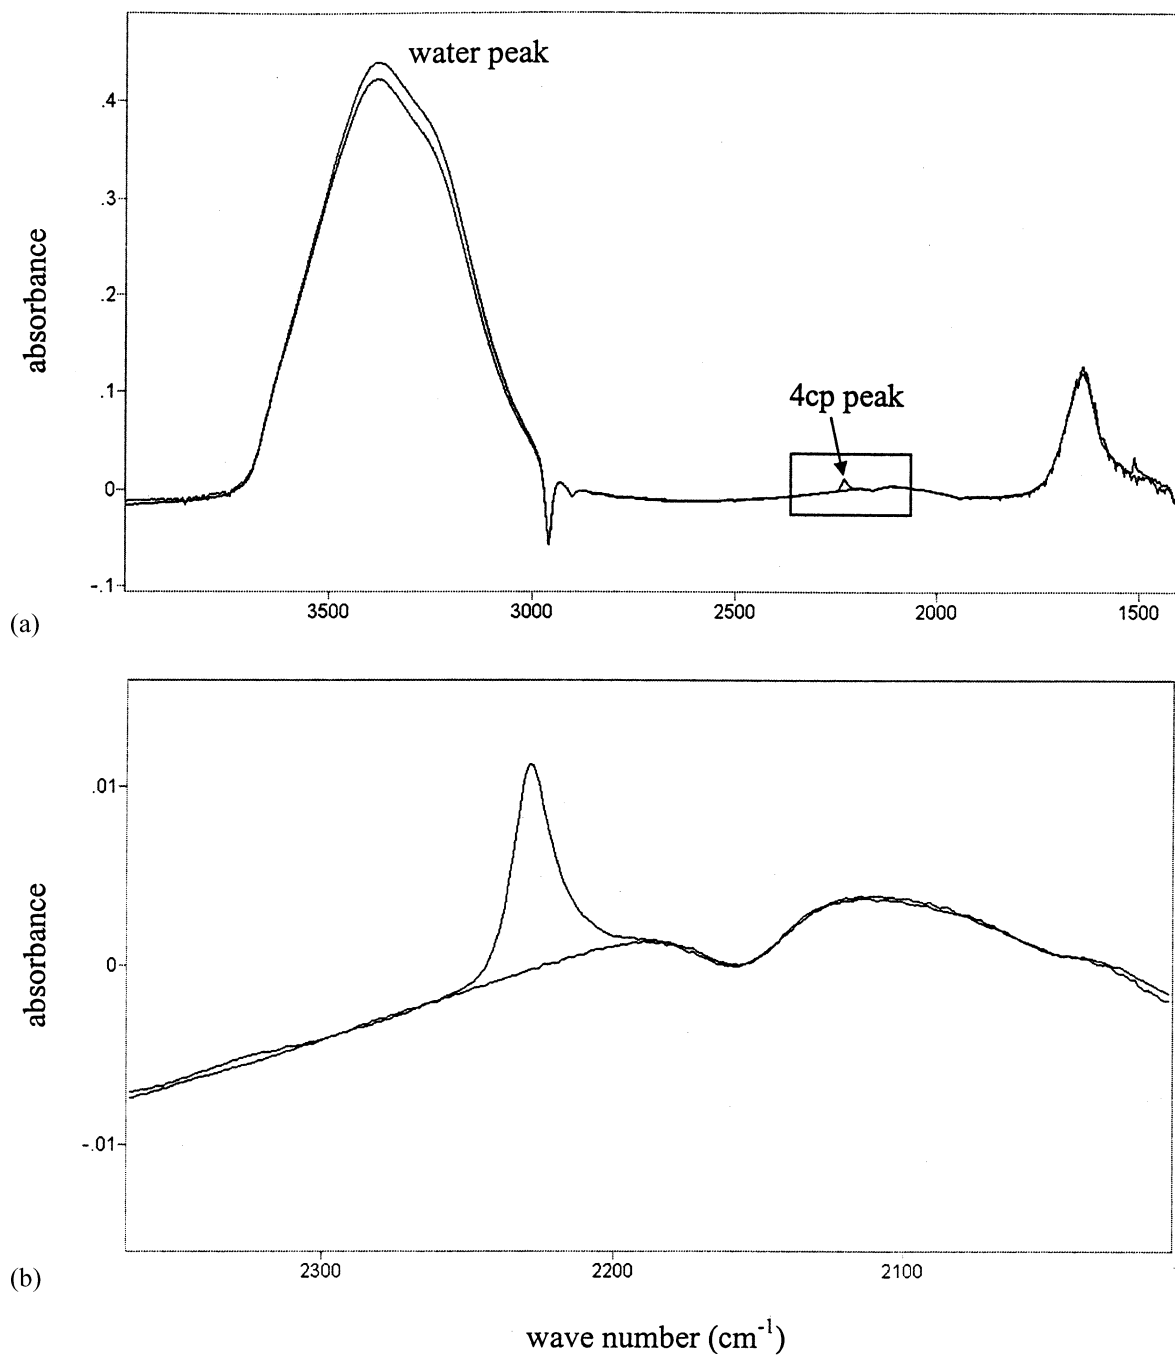 water peak
.4
.3
absorbance
.2
4cp peak
.1
0
-.1
3500 3000 2500 2000 1500
(a)
.01
absorbance
0
-.01
2300 2200 2100
(b)
wave number (cm⁻¹)